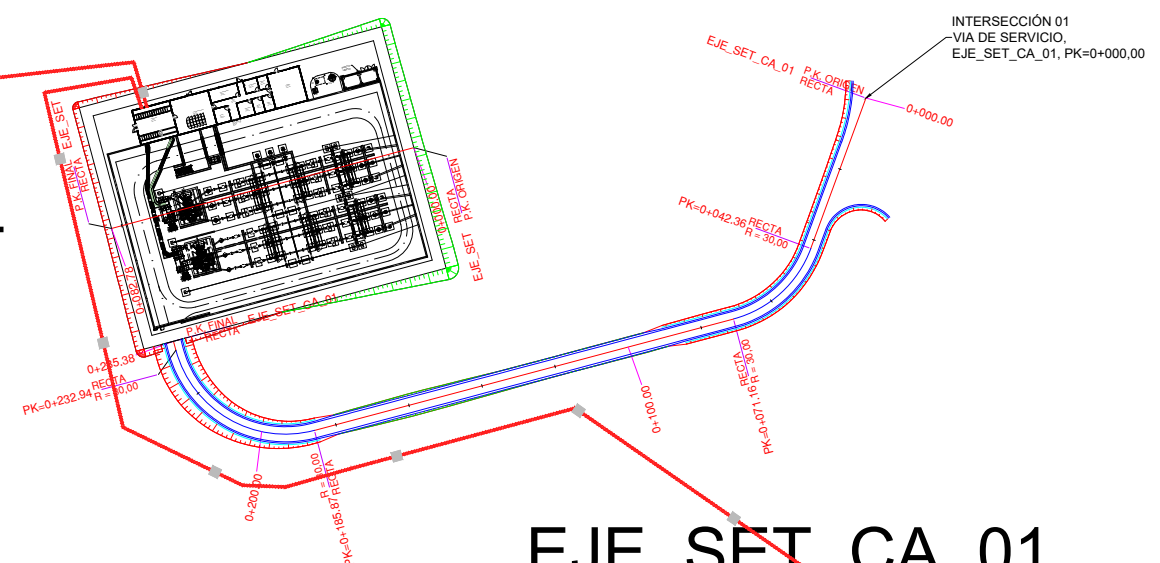 INTERSECCIÓN 01
VIA DE SERVICIO,
EJE_SET_CA_01, PK=0+000,00
EJE_SET_CA_01 P.K. ORIGEN
RECTA
0+000.00
PK=0+042.36 RECTA
R = 30,00
PK=0+071.16 RECTA
R = 30,00
0+100.00
PK=0+185.87 RECTA
R = 30,00
0+200.00
PK=0+232.94 RECTA
R = 30,00
0+235.38
P.K. FINAL EJE_SET_CA_01
RECTA
P.K. FINAL EJE_SET
RECTA
0+082.78
0+000.00
RECTA
EJE_SET P.K. ORIGEN
EJE_SET_CA_01